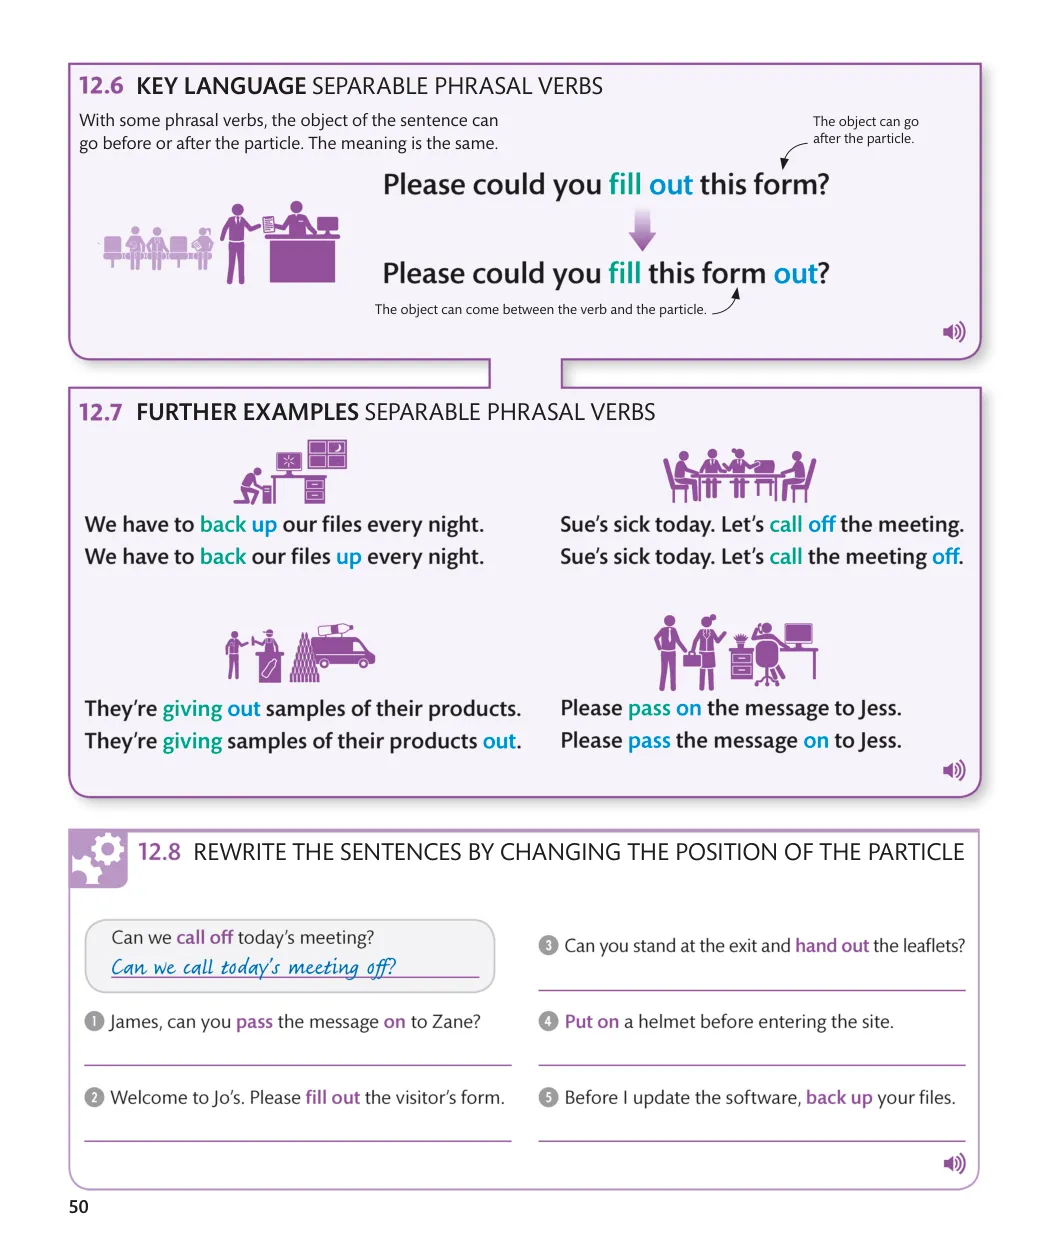 12.6 KEY LANGUAGE SEPARABLE PHRASAL VERBS
With some phrasal verbs, the object of the sentence can
go before or after the particle. The meaning is the same.
The object can go
after the particle.
Please could you fill out this form?
Please could you fill this form out?
The object can come between the verb and the particle.
12.7 FURTHER EXAMPLES SEPARABLE PHRASAL VERBS
We have to back up our files every night.
We have to back our files up every night.
Sue’s sick today. Let’s call off the meeting.
Sue’s sick today. Let’s call the meeting off.
They’re giving out samples of their products.
They’re giving samples of their products out.
Please pass on the message to Jess.
Please pass the message on to Jess.
12.8 REWRITE THE SENTENCES BY CHANGING THE POSITION OF THE PARTICLE
Can we call off today’s meeting?
Can we call today’s meeting off?
1 James, can you pass the message on to Zane?
2 Welcome to Jo’s. Please fill out the visitor’s form.
3 Can you stand at the exit and hand out the leaflets?
4 Put on a helmet before entering the site.
5 Before I update the software, back up your files.
50